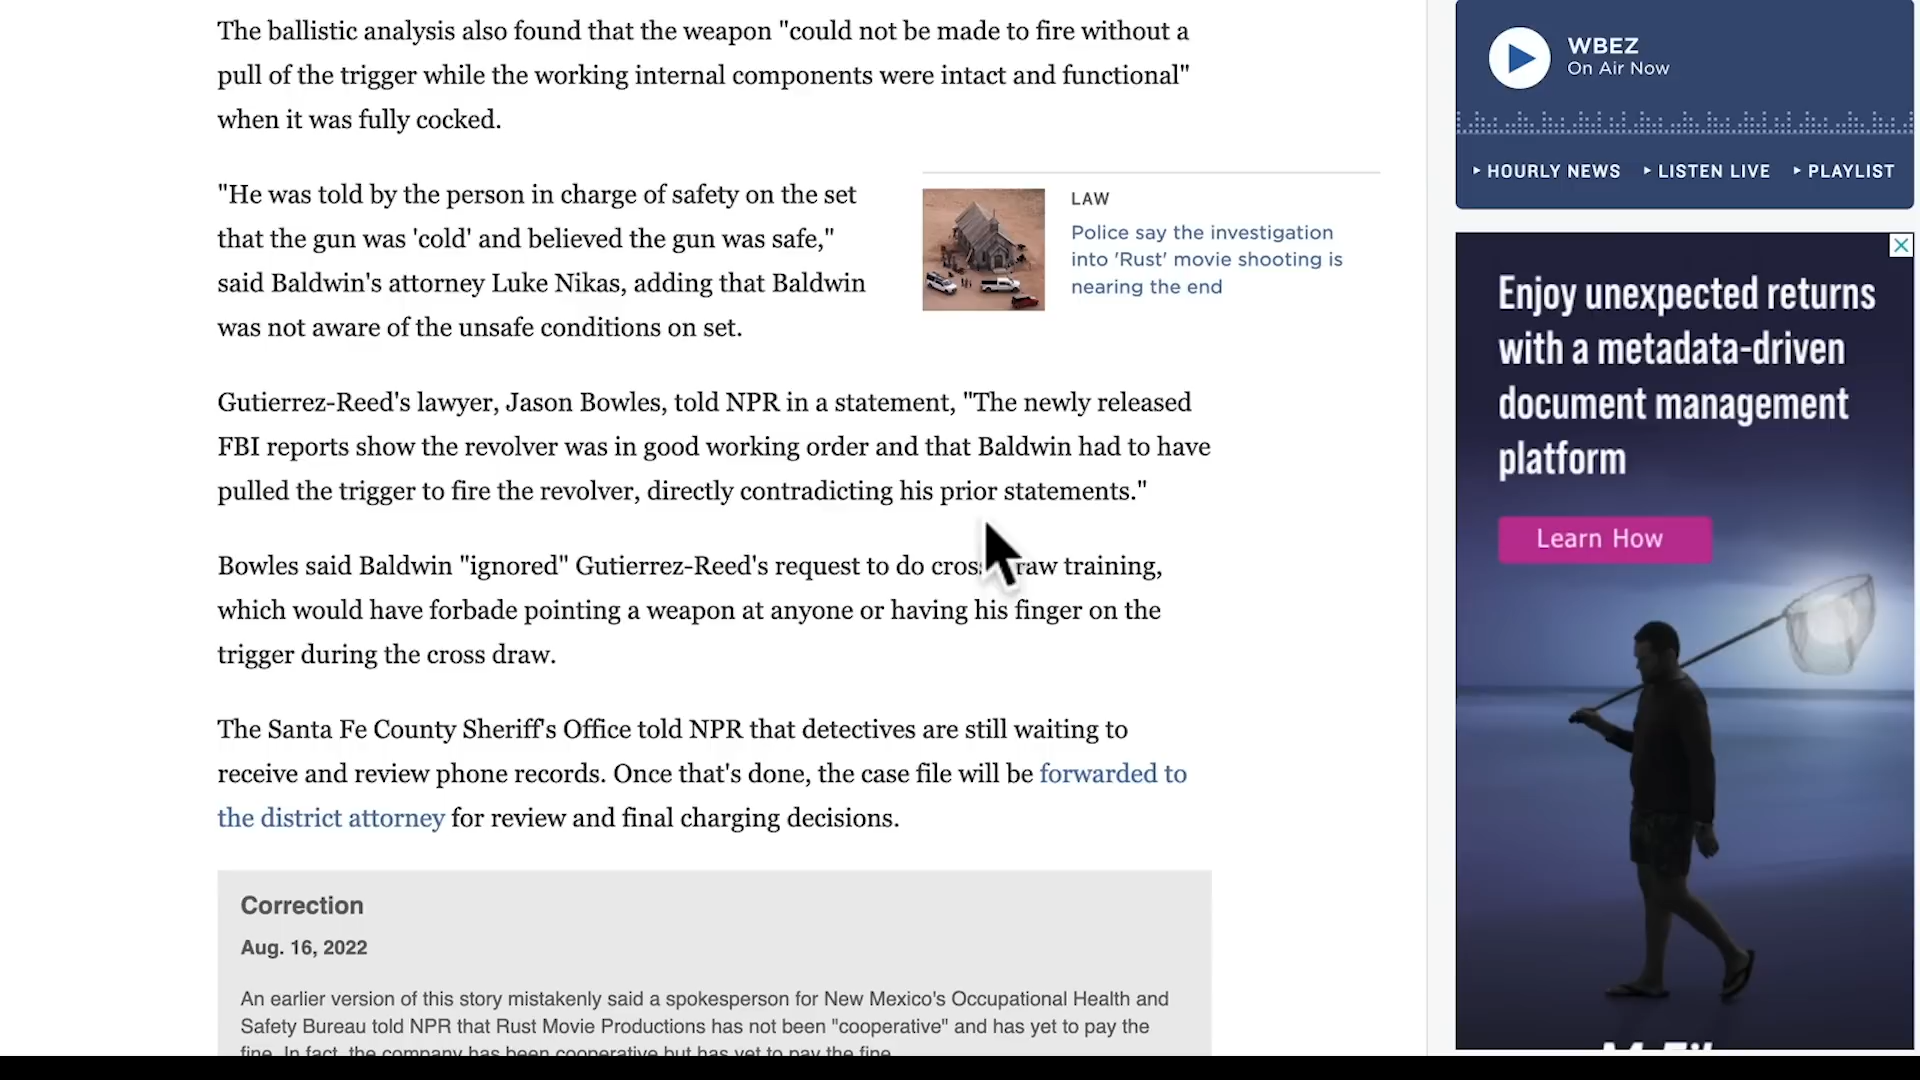 The ballistic analysis also found that the weapon "could not be made to fire without a
pull of the trigger while the working internal components were intact and functional"
when it was fully cocked.
"He was told by the person in charge of safety on the set
that the gun was 'cold' and believed the gun was safe,"
said Baldwin's attorney Luke Nikas, adding that Baldwin
was not aware of the unsafe conditions on set.
LAW
Police say the investigation
into 'Rust' movie shooting is
nearing the end
Gutierrez-Reed's lawyer, Jason Bowles, told NPR in a statement, "The newly released
FBI reports show the revolver was in good working order and that Baldwin had to have
pulled the trigger to fire the revolver, directly contradicting his prior statements."
Bowles said Baldwin "ignored" Gutierrez-Reed's request to do training,
which would have forbade pointing a weapon at anyone or having his finger on the
trigger during the cross draw.
The Santa Fe County Sheriff's Office told NPR that detectives are still waiting to
receive and review phone records. Once that's done, the case file will be forwarded to
the district attorney for review and final charging decisions.
Correction
Aug. 16, 2022
An earlier version of this story mistakenly said a spokesperson for New Mexico's Occupational Health and
Safety Bureau told NPR that Rust Movie Productions has not been "cooperative" and has yet to pay the
fine. In fact, the company has been cooperative but has yet to pay the fine.
WBEZ
On Air Now
HOURLY NEWS LISTEN LIVE PLAYLIST
Enjoy unexpected returns
with a metadata-driven
document management
platform
Learn How